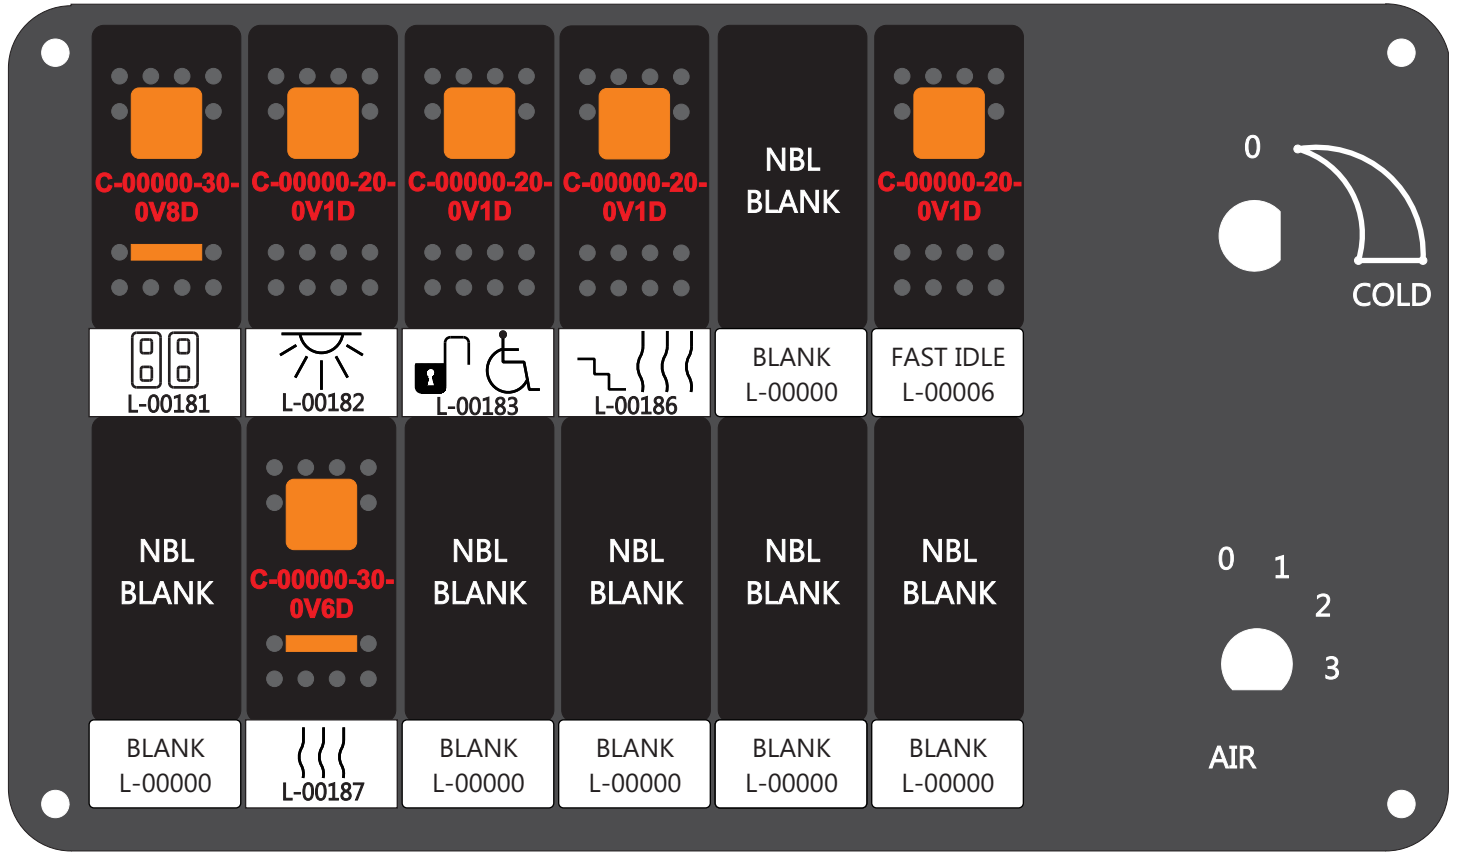 C-00000-30-
0V8D
C-00000-20-
0V1D
C-00000-20-
0V1D
C-00000-20-
0V1D
NBL
BLANK
C-00000-20-
0V1D
L-00181
L-00182
L-00183
L-00186
BLANK
L-00000
FAST IDLE
L-00006
0
COLD
NBL
BLANK
C-00000-30-
0V6D
NBL
BLANK
NBL
BLANK
NBL
BLANK
NBL
BLANK
BLANK
L-00000
L-00187
BLANK
L-00000
BLANK
L-00000
BLANK
L-00000
BLANK
L-00000
0
1
2
3
AIR